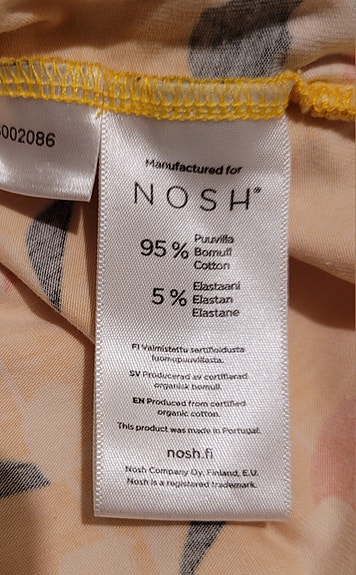 5002086
Manufactured for
NOSH®
95 % Puuvilla
Bomull
Cotton
5 % Elastaani
Elastan
Elastane
FI Valmistettu sertifioidusta
luomupuuvillasta.
SV Producerad av certifierad
organisk bomull.
EN Produced from certified
organic cotton.
This product was made in Portugal.
nosh.fi
Nosh Company Oy, Finland, E.U.
Nosh is a registered trademark.